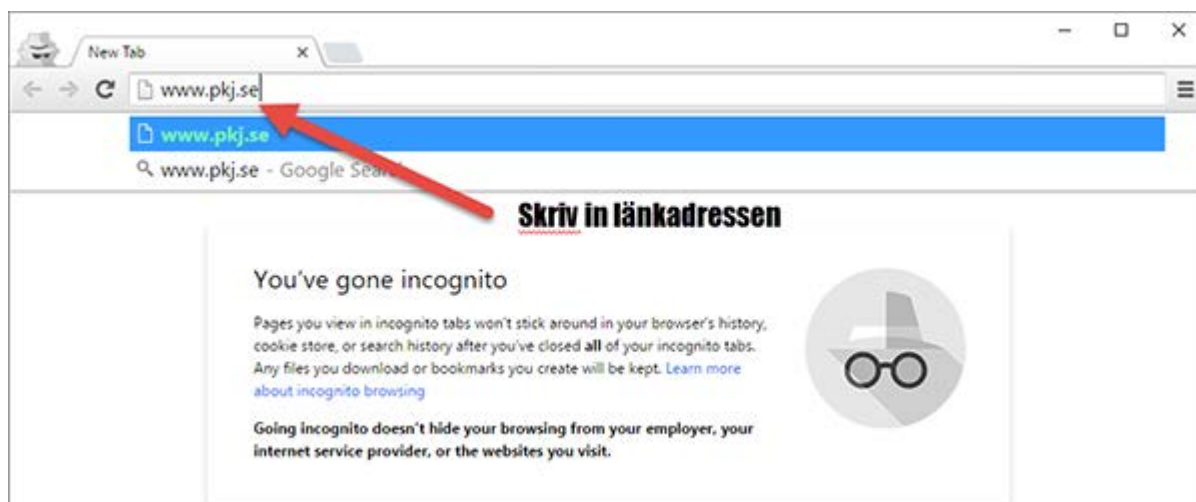 New Tab
www.pkj.se
www.pkj.se
www.pkj.se - Google Search
Skriv in länkadressen
You've gone incognito
Pages you view in incognito tabs won't stick around in your browser's history,
cookie store, or search history after you've closed all of your incognito tabs.
Any files you download or bookmarks you create will be kept. Learn more
about incognito browsing
Going incognito doesn't hide your browsing from your employer, your
internet service provider, or the websites you visit.